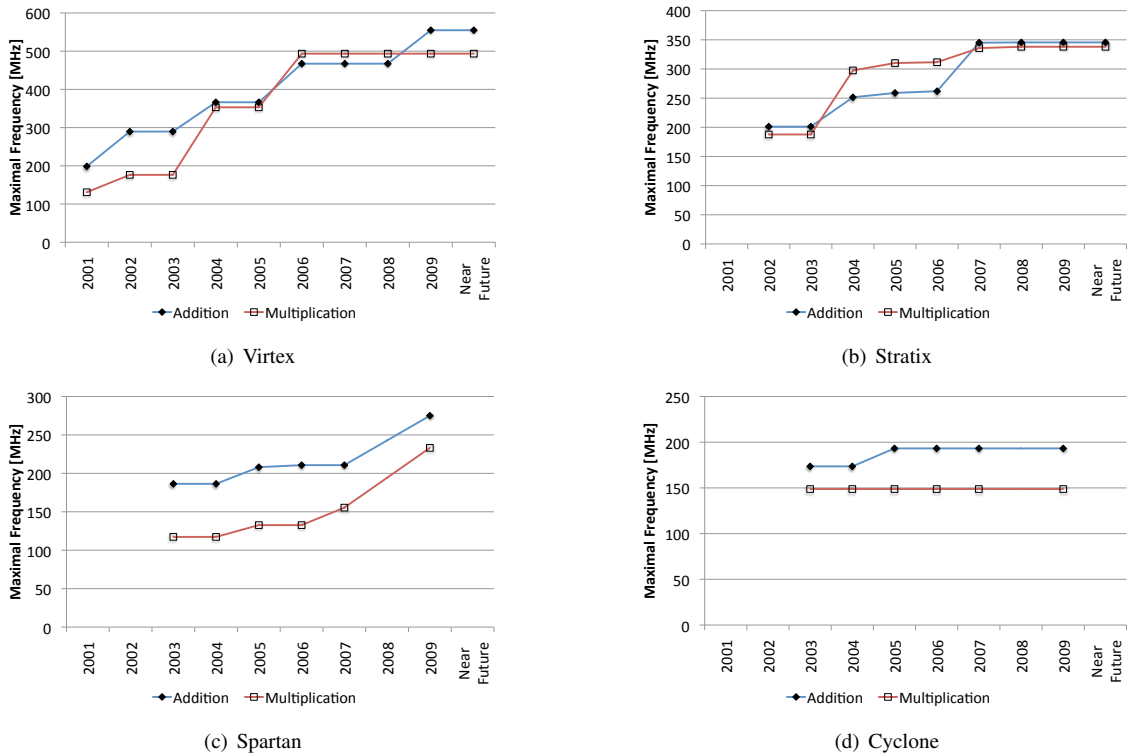 600
500
400
300
200
100
0
Maximal Frequency [MHz]
2001
2002
2003
2004
2005
2006
2007
2008
2009
Near
Future
Addition
Multiplication
(a) Virtex
400
350
300
250
200
150
100
50
0
Maximal Frequency [MHz]
2001
2002
2003
2004
2005
2006
2007
2008
2009
Near
Future
Addition
Multiplication
(b) Stratix
300
250
200
150
100
50
0
Maximal Frequency [MHz]
2001
2002
2003
2004
2005
2006
2007
2008
2009
Near
Future
Addition
Multiplication
(c) Spartan
250
200
150
100
50
0
Maximal Frequency [MHz]
2001
2002
2003
2004
2005
2006
2007
2008
2009
Near
Future
Addition
Multiplication
(d) Cyclone